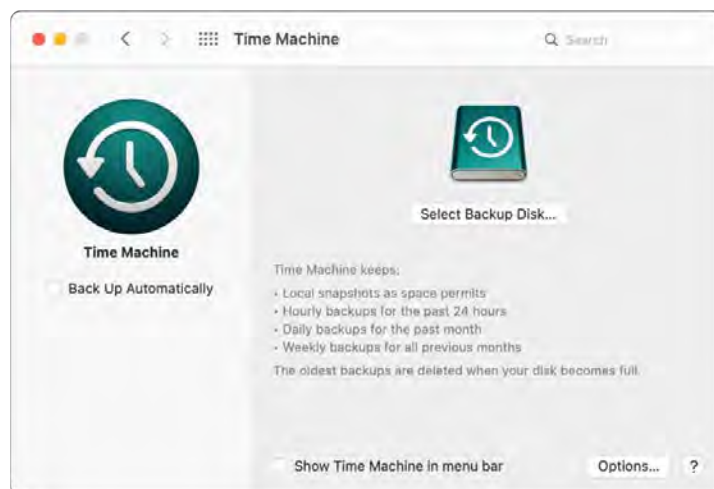 Time Machine
Search
Select Backup Disk...
Time Machine
Back Up Automatically
Time Machine keeps:
• Local snapshots as space permits
• Hourly backups for the past 24 hours
• Daily backups for the past month
• Weekly backups for all previous months
The oldest backups are deleted when your disk becomes full.
Show Time Machine in menu bar
Options...
?